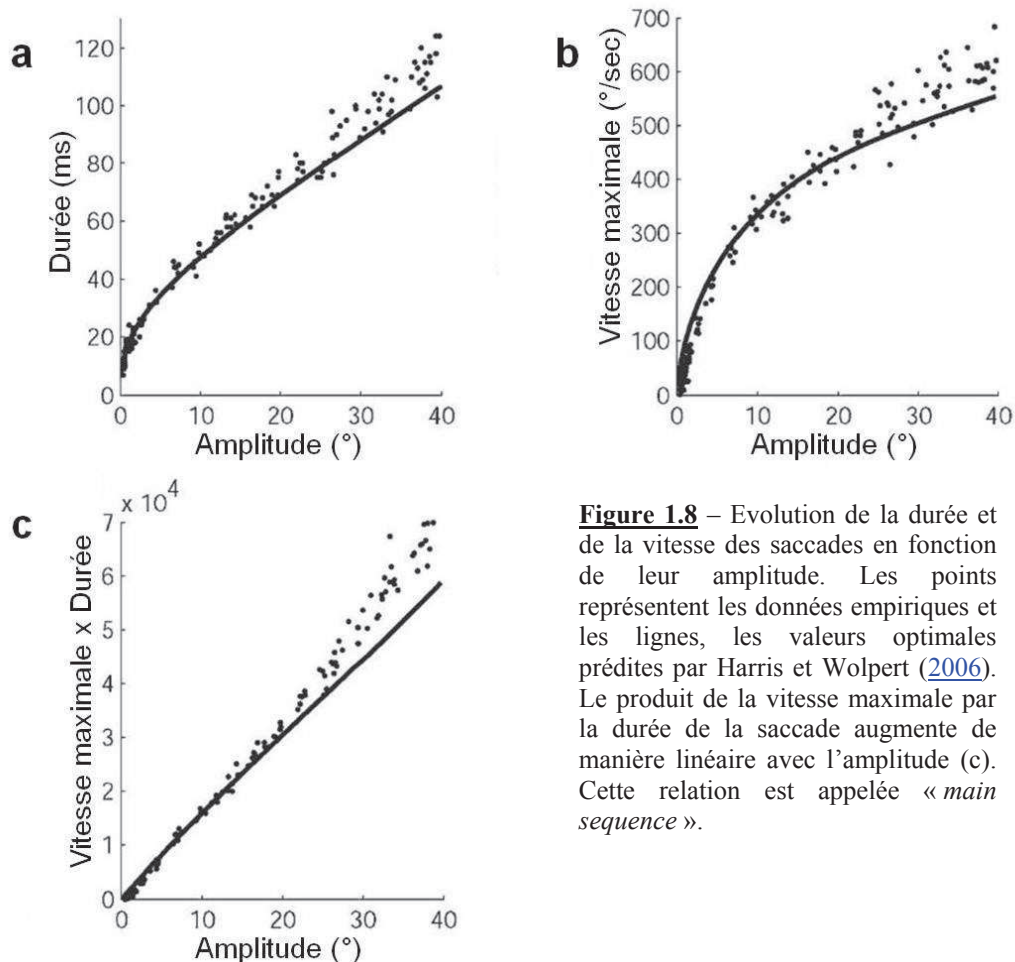 a
Durée (ms)
120
100
80
60
40
20
0
0 10 20 30 40
Amplitude (°)
b
Vitesse maximale (°/sec)
700
600
500
400
300
200
100
0
0 10 20 30 40
Amplitude (°)
c
x 10^4
Vitesse maximale x Durée
7
6
5
4
3
2
1
0
0 10 20 30 40
Amplitude (°)
Figure 1.8 – Evolution de la durée et
de la vitesse des saccades en fonction
de leur amplitude. Les points
représentent les données empiriques et
les lignes, les valeurs optimales
prédites par Harris et Wolpert (2006).
Le produit de la vitesse maximale par
la durée de la saccade augmente de
manière linéaire avec l’amplitude (c).
Cette relation est appelée « main
sequence ».